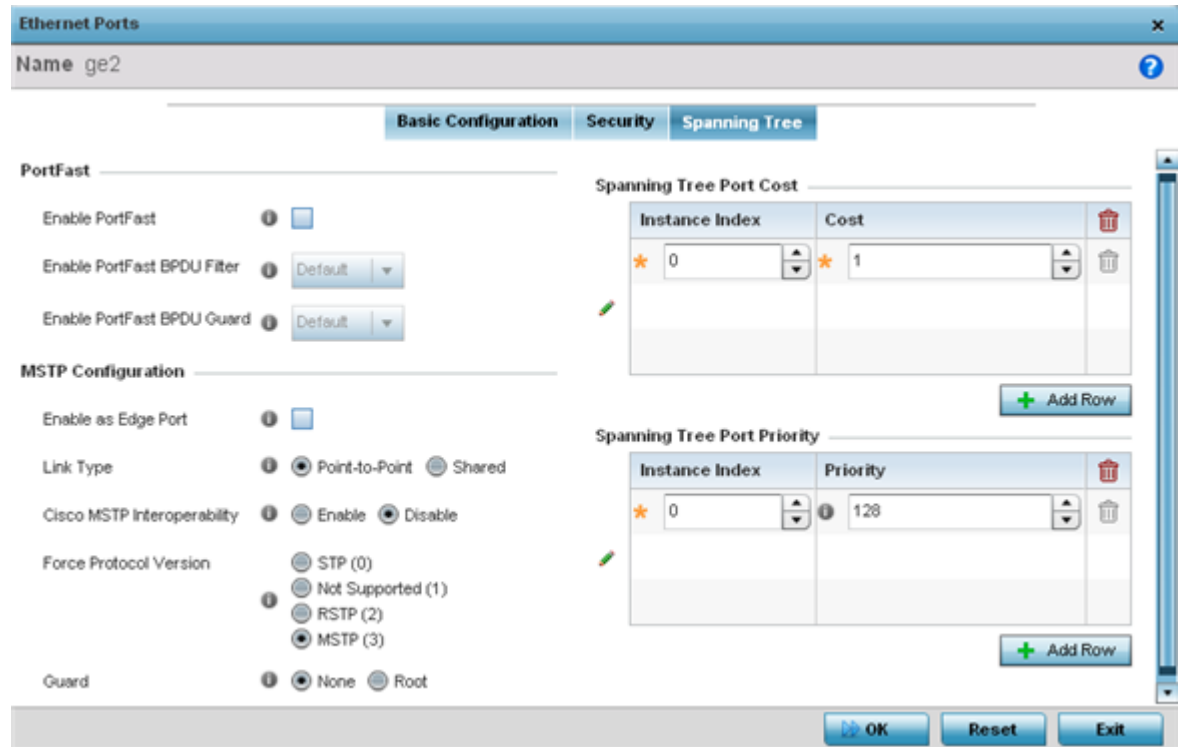 Ethernet Ports
Name ge2
Basic Configuration Security Spanning Tree
PortFast
Enable PortFast
Enable PortFast BPDU Filter Default
Enable PortFast BPDU Guard Default
MSTP Configuration
Enable as Edge Port
Link Type Point-to-Point Shared
Cisco MSTP Interoperability Enable Disable
Force Protocol Version STP (0)
Not Supported (1)
RSTP (2)
MSTP (3)
Guard None Root
Spanning Tree Port Cost
Instance Index Cost
0 1
Add Row
Spanning Tree Port Priority
Instance Index Priority
0 128
Add Row
OK Reset Exit